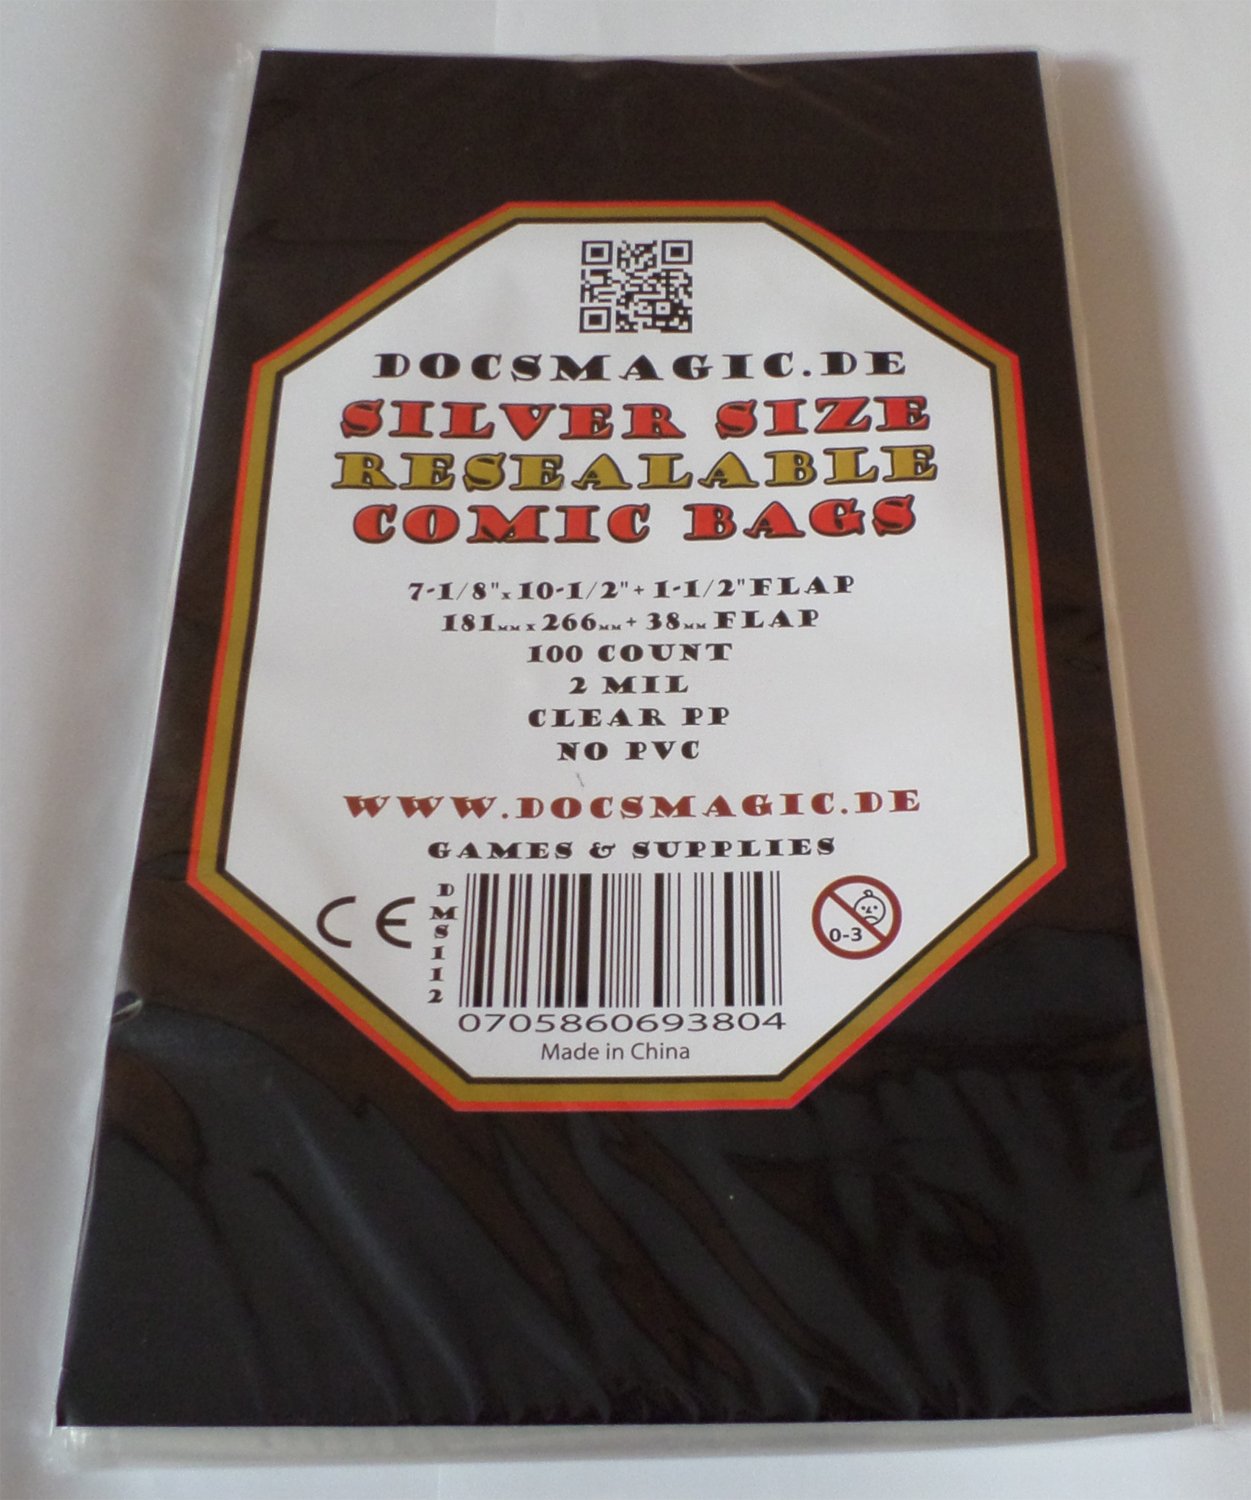 DOCSMAGIC.DE
SILVER SIZE
RESEALABLE
COMIC BAGS
7-1/8" x 10-1/2" + 1-1/2" FLAP
181MM x 266MM + 38MM FLAP
100 COUNT
2 MIL
CLEAR PP
NO PVC
WWW.DOCSMAGIC.DE
GAMES & SUPPLIES
CE
DMS112
0-3
0705860693804
Made in China